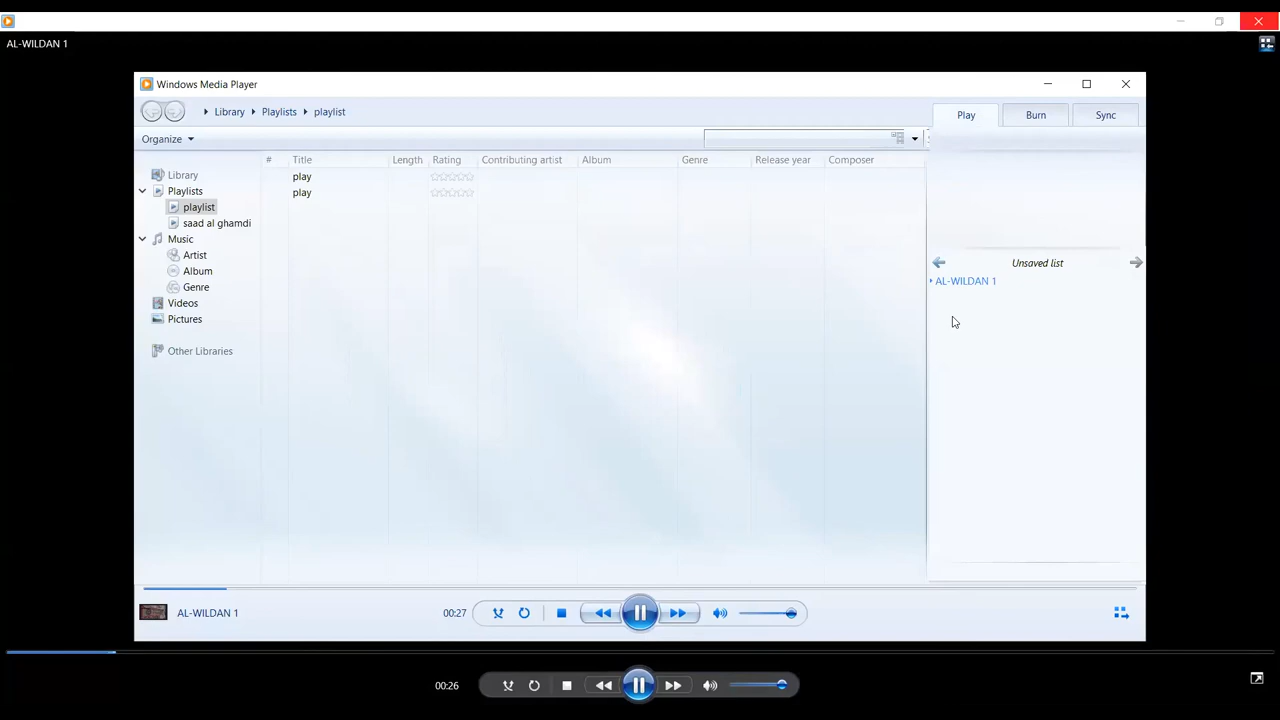 AL-WILDAN 1
Windows Media Player
Library Playlists playlist
Play Burn Sync
Organize
# Title Length Rating Contributing artist Album Genre Release year Composer
Library
Playlists
playlist
saad al ghamdi
Music
Artist
Album
Genre
Videos
Pictures
Other Libraries
play
play
Unsaved list
AL-WILDAN 1
AL-WILDAN 1
00:27
00:26